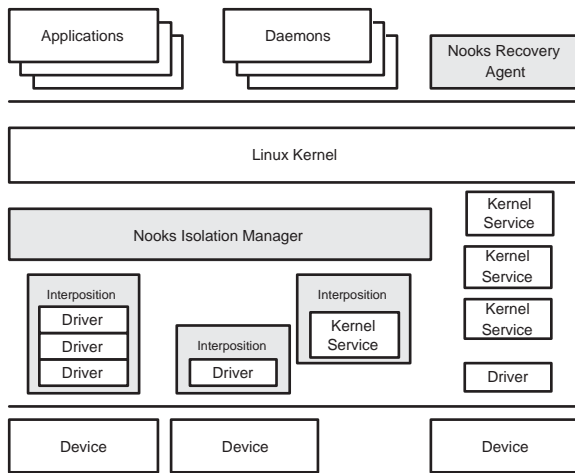 Applications
Daemons
Nooks Recovery
Agent
Linux Kernel
Nooks Isolation Manager
Kernel
Service
Kernel
Service
Kernel
Service
Driver
Interposition
Driver
Driver
Driver
Interposition
Driver
Interposition
Kernel
Service
Device
Device
Device